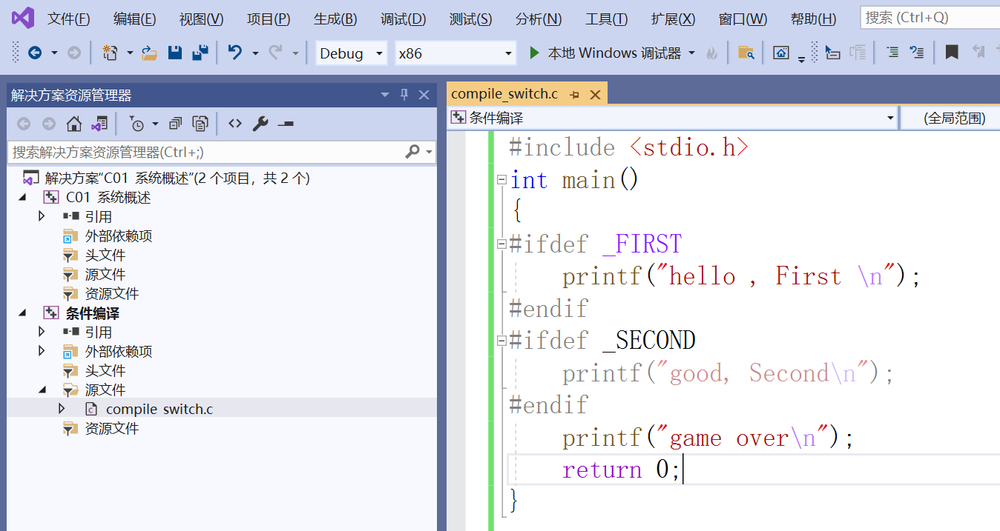 文件(F) 编辑(E) 视图(V) 项目(P) 生成(B) 调试(D) 测试(S) 分析(N) 工具(T) 扩展(X) 窗口(W) 帮助(H) 搜索 (Ctrl+Q)
Debug x86 本地 Windows 调试器
解决方案资源管理器
搜索解决方案资源管理器(Ctrl+;)
解决方案“C01 系统概述”(2 个项目，共 2 个)
C01 系统概述
引用
外部依赖项
头文件
源文件
资源文件
条件编译
引用
外部依赖项
头文件
源文件
compile switch.c
资源文件
compile_switch.c
条件编译 (全局范围)
#include <stdio.h>
int main()
{
#ifdef _FIRST
    printf("hello , First \n");
#endif
#ifdef _SECOND
    printf("good, Second\n");
#endif
    printf("game over\n");
    return 0;
}